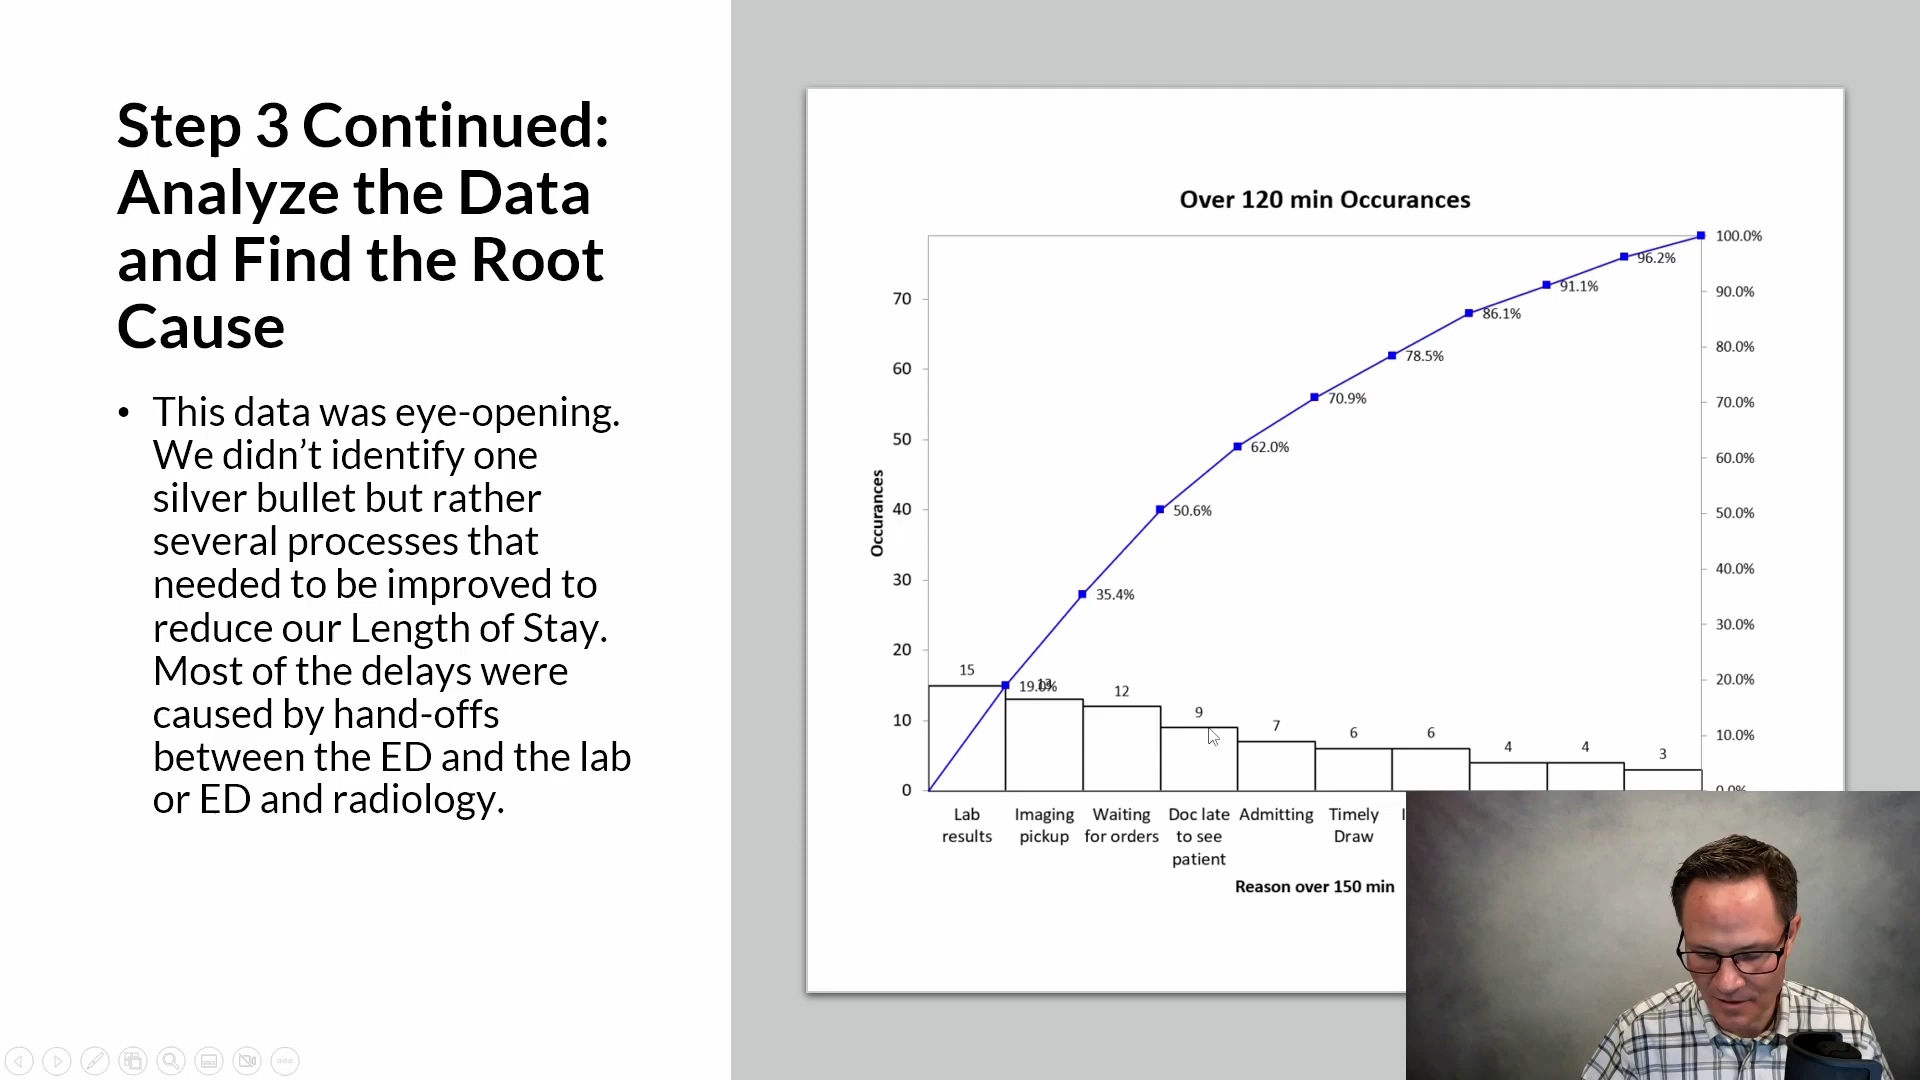 Step 3 Continued:
Analyze the Data
and Find the Root
Cause
• This data was eye-opening.
We didn’t identify one
silver bullet but rather
several processes that
needed to be improved to
reduce our Length of Stay.
Most of the delays were
caused by hand-offs
between the ED and the lab
or ED and radiology.
Over 120 min Occurances
100.0%
96.2%
91.1%
90.0%
70
86.1%
80.0%
78.5%
60
70.9%
70.0%
62.0%
50
60.0%
Occurances
50.6%
40
50.0%
35.4%
30
40.0%
30.0%
20
15
19.0%
13
12
20.0%
9
7
6
6
4
4
3
10
10.0%
0
0.0%
Lab
results
Imaging
pickup
Waiting
for orders
Doc late
to see
patient
Admitting
Timely
Draw
Reason over 150 min